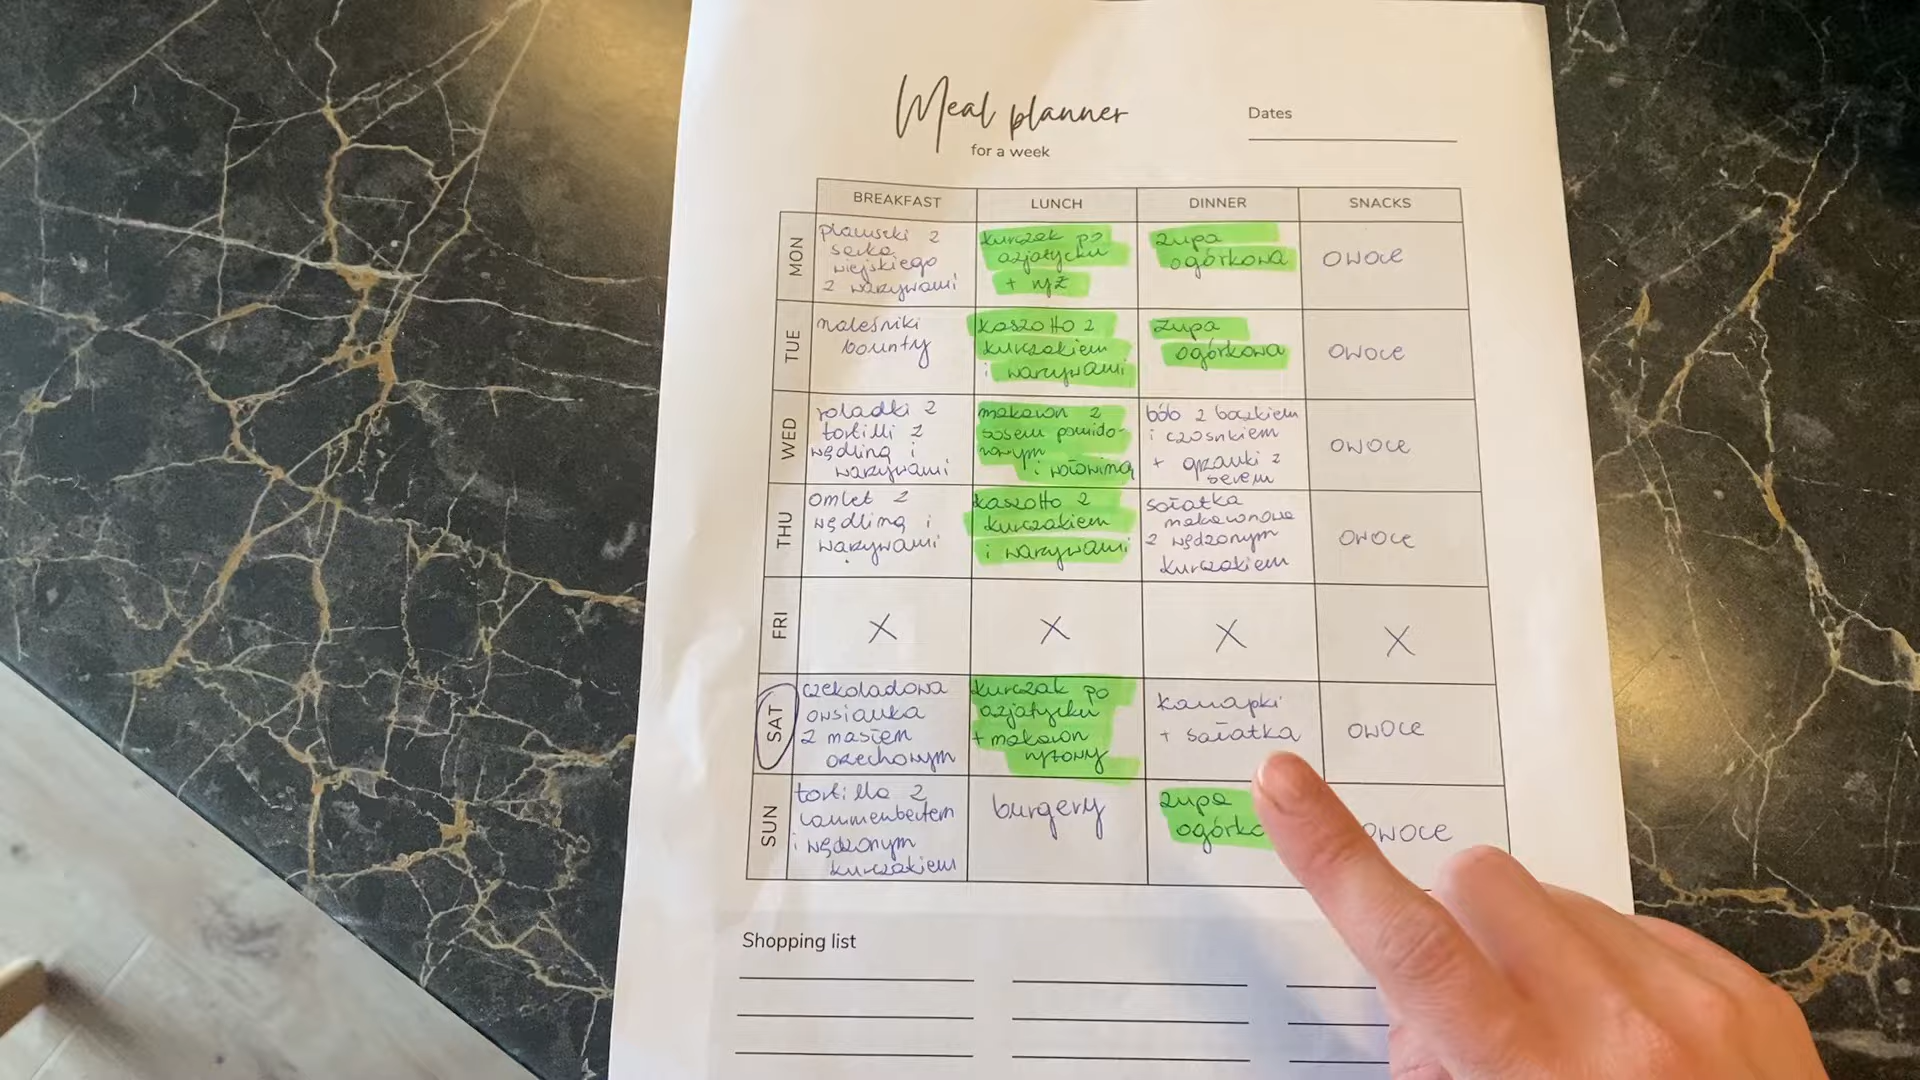 Meal planner
for a week
Dates
BREAKFAST
LUNCH
DINNER
SNACKS
MON
placuszki z
serka
wiejskiego
z warzywami
kurczak po
azjatycku
+ ryż
zupa
ogórkowa
owoce
TUE
naleśniki
bounty
kaszotto z
kurczakiem
i warzywami
zupa
ogórkowa
owoce
WED
roladki z
tortilli z
wędliną i
warzywami
makaron z
sosem pomido-
rowym
i wołowiną
bób z boczkiem
i czosnkiem
+ grzanki z
serem
owoce
THU
omlet z
wędliną i
warzywami
kaszotto z
kurczakiem
i warzywami
sałatka
makaronowa
z wędzonym
kurczakiem
owoce
FRI
X
X
X
X
SAT
czekoladowa
owsianka
z masłem
orzechowym
kurczak po
azjatycku
+ makaron
ryżowy
kanapki
+ sałatka
owoce
SUN
tortilla z
cammembertem
i wędzonym
kurczakiem
burgery
zupa
ogórko
owoce
Shopping list